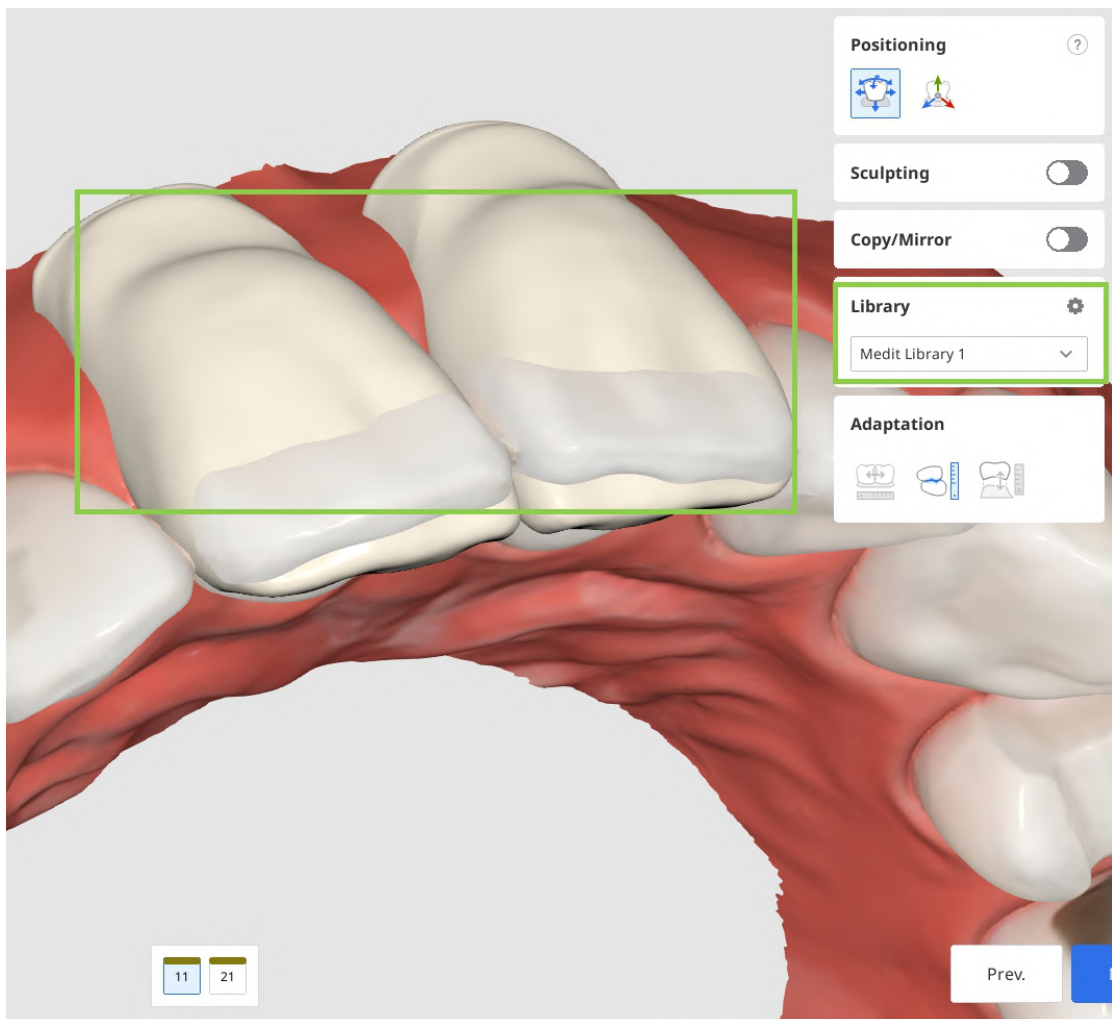 Positioning
?
Sculpting
Copy/Mirror
Library
Medit Library 1
Adaptation
11 21
Prev.